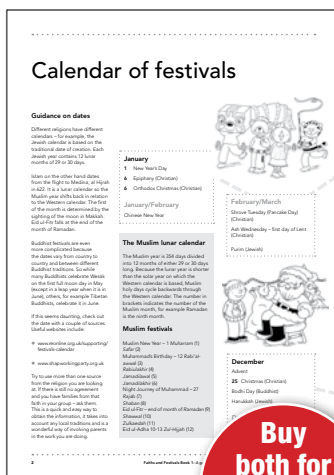 Calendar of festivals
Guidance on dates
Different religions have different
calendars – for example, the
Jewish calendar is based on the
traditional date of creation. Each
Jewish year contains 12 lunar
months of 29 or 30 days.
Islam on the other hand dates
from the flight to Medina, al Hijrah
in 622. It is a lunar calendar so the
Muslim year shifts back in relation
to the Western calendar. The first
of the month is determined by the
sighting of the moon in Makkah.
Eid ul-Fitr falls at the end of the
month of Ramadan.
Buddhist festivals are even
more complicated because
the dates vary from country to
country and between different
Buddhist traditions. So while
many Buddhists celebrate Wesak
on the first full moon day in May
(except in a leap year when it is in
June), others, for example Tibetan
Buddhists, celebrate it in June.
If this seems daunting, check out
the date with a couple of sources.
Useful websites include:
www.reonline.org.uk/supporting/
festivals-calendar
www.shapworkingparty.org.uk
Try to use more than one source
from the religion you are looking
at. If there is still no agreement
and you have families from that
faith in your group – ask them.
This is a quick and easy way to
obtain the information, it takes into
account any local traditions and is a
wonderful way of involving parents
in the work you are doing.
January
1 New Year's Day
6 Epiphany (Christian)
6 Orthodox Christmas (Christian)
January/February
Chinese New Year
The Muslim lunar calendar
The Muslim year is 354 days divided
into 12 months of either 29 or 30 days
long. Because the lunar year is shorter
than the solar year on which the
Western calendar is based, Muslim
holy days cycle backwards through
the Western calendar. The number in
brackets indicates the number of the
Muslim month, for example Ramadan
is the ninth month.
Muslim festivals
Muslim New Year – 1 Muharram (1)
Safar (2)
Muhammad's Birthday – 12 Rabi'al-
awwal (3)
Rabiulakhir (4)
Jamadilawal (5)
Jamadilakhir (6)
Night Journey of Muhammad – 27
Rajab (7)
Shaban (8)
Eid ul-Fitr – end of month of Ramadan (9)
Shawwal (10)
Zulkaedah (11)
Eid ul-Adha 10-13 Zul-Hijjah (12)
February/March
Shrove Tuesday (Pancake Day)
(Christian)
Ash Wednesday – first day of Lent
(Christian)
Purim (Jewish)
December
Advent
25 Christmas (Christian)
Bodhi Day (Buddhist)
Hanukkah (Jewish)
2
Faiths and Festivals Book 1:
Buy
both for